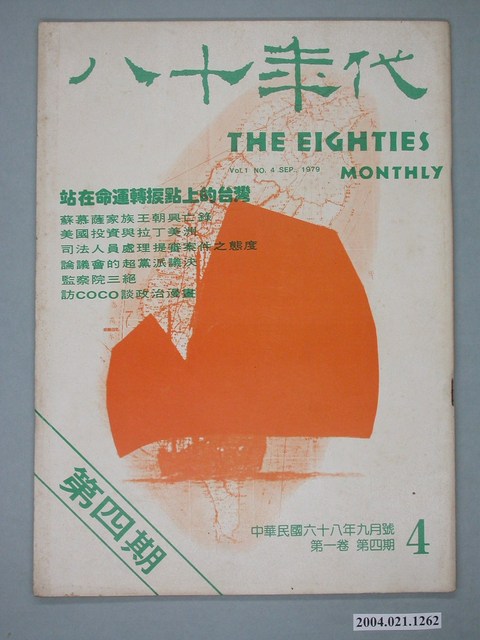 八十年代
THE EIGHTIES
Vol.1 NO. 4 SEP., 1979
MONTHLY
站在命運轉捩點上的台灣
蘇慕薩家族王朝興亡錄
美國投資與拉丁美洲
司法人員處理提審案件之態度
論議會的超黨派議決
監察院三絕
訪COCO談政治漫畫
第四期
中華民國六十八年九月號
第一卷 第四期 4
2004.021.1262